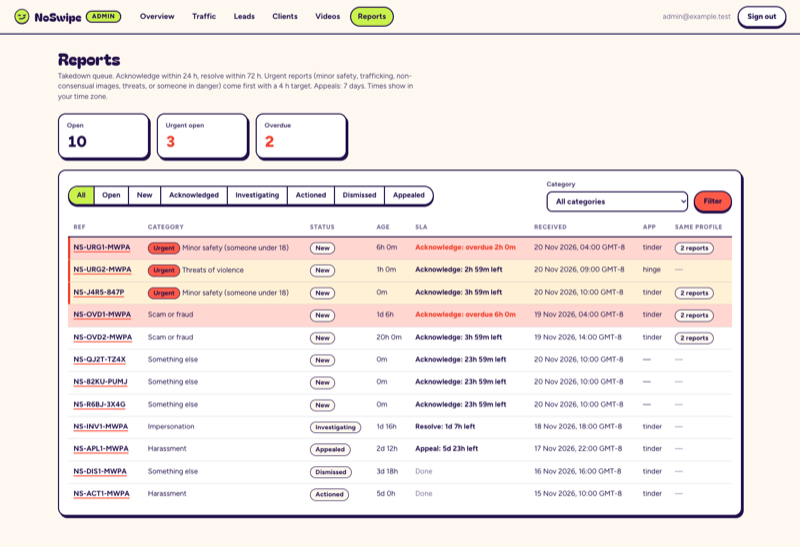 NoSwipe ADMIN Overview Traffic Leads Clients Videos Reports admin@example.test Sign out
Reports
Takedown queue. Acknowledge within 24 h, resolve within 72 h. Urgent reports (minor safety, trafficking, non-
consensual images, threats, or someone in danger) come first with a 4 h target. Appeals: 7 days. Times show in
your time zone.
Open Urgent open Overdue
10 3 2
Category
All Open New Acknowledged Investigating Actioned Dismissed Appealed All categories Filter
REF CATEGORY STATUS AGE SLA RECEIVED APP SAME PROFILE
NS-URG1-MWPA Urgent Minor safety (someone under 18) New 6h 0m Acknowledge: overdue 2h 0m 20 Nov 2026, 04:00 GMT-8 tinder 2 reports
NS-URG2-MWPA Urgent Threats of violence New 1h 0m Acknowledge: 2h 59m left 20 Nov 2026, 09:00 GMT-8 hinge —
NS-J4R5-847P Urgent Minor safety (someone under 18) New 0m Acknowledge: 3h 59m left 20 Nov 2026, 10:00 GMT-8 tinder 2 reports
NS-OVD1-MWPA Scam or fraud New 1d 6h Acknowledge: overdue 6h 0m 19 Nov 2026, 04:00 GMT-8 tinder 2 reports
NS-OVD2-MWPA Scam or fraud New 20h 0m Acknowledge: 3h 59m left 19 Nov 2026, 14:00 GMT-8 tinder 2 reports
NS-QJ2T-TZ4X Something else New 0m Acknowledge: 23h 59m left 20 Nov 2026, 10:00 GMT-8 — —
NS-82KU-PUMJ Something else New 0m Acknowledge: 23h 59m left 20 Nov 2026, 10:00 GMT-8 — —
NS-R6BJ-3X4G Something else New 0m Acknowledge: 23h 59m left 20 Nov 2026, 10:00 GMT-8 — —
NS-INV1-MWPA Impersonation Investigating 1d 16h Resolve: 1d 7h left 18 Nov 2026, 18:00 GMT-8 tinder —
NS-APL1-MWPA Harassment Appealed 2d 12h Appeal: 5d 23h left 17 Nov 2026, 22:00 GMT-8 tinder —
NS-DIS1-MWPA Something else Dismissed 3d 18h Done 16 Nov 2026, 16:00 GMT-8 tinder —
NS-ACT1-MWPA Harassment Actioned 5d 0h Done 15 Nov 2026, 10:00 GMT-8 tinder —